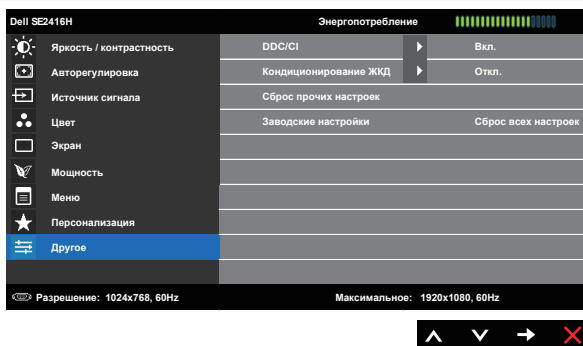 Dell SE2416H Энергопотребление
Яркость / контрастность DDC/CI Вкл.
Авторегулировка Кондиционирование ЖКД Откл.
Источник сигнала Сброс прочих настроек
Цвет Заводские настройки Сброс всех настроек
Экран
Мощность
Меню
Персонализация
Другое
Разрешение: 1024x768, 60Hz Максимальное: 1920x1080, 60Hz